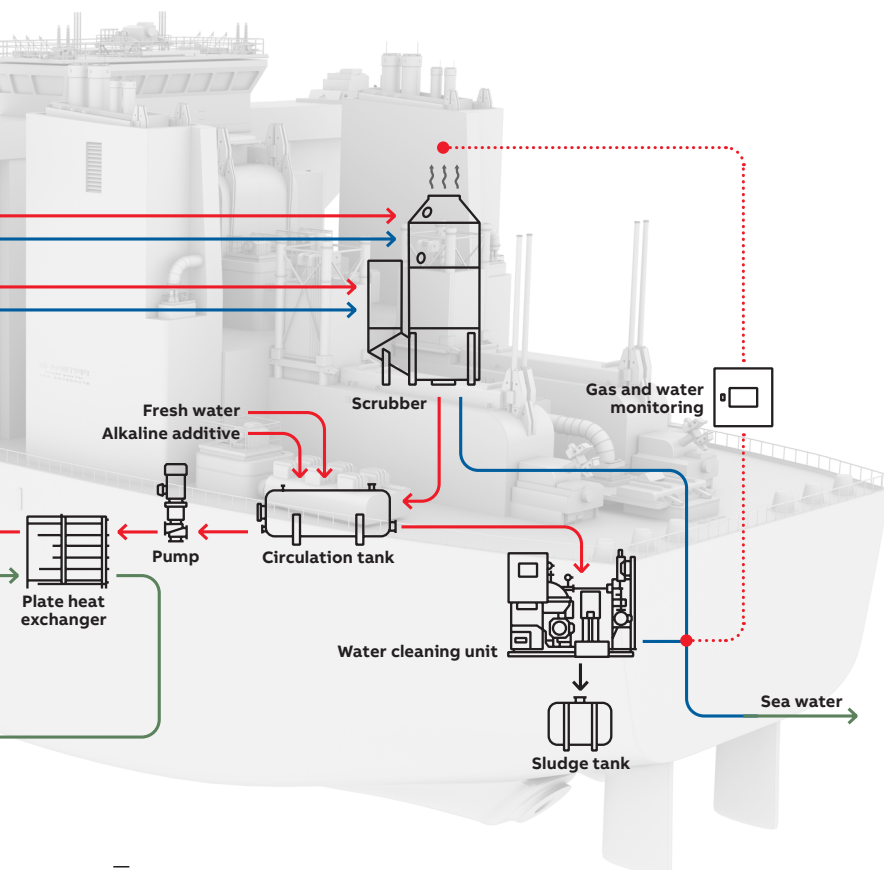 Gas and water
monitoring
Scrubber
Fresh water
Alkaline additive
Pump
Circulation tank
Plate heat
exchanger
Water cleaning unit
Sea water
Sludge tank